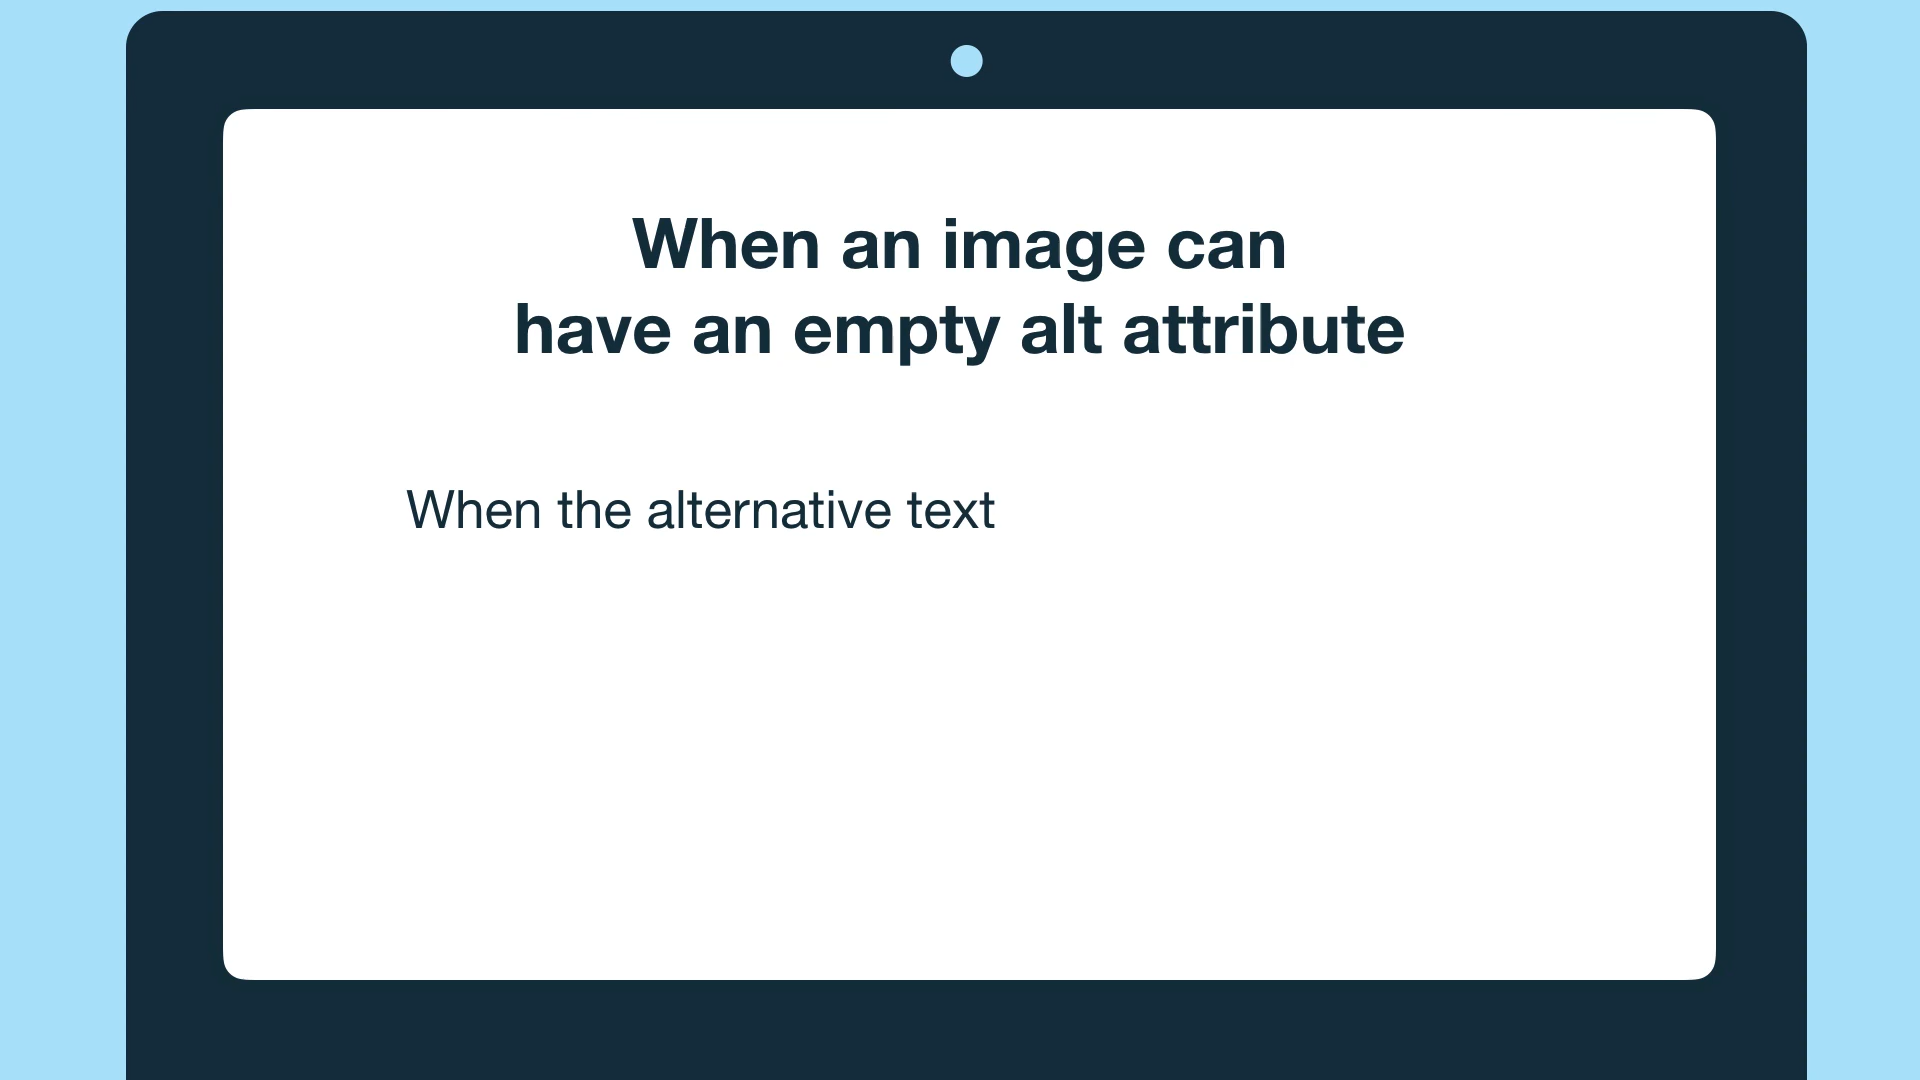 When an image can
have an empty alt attribute
When the alternative text